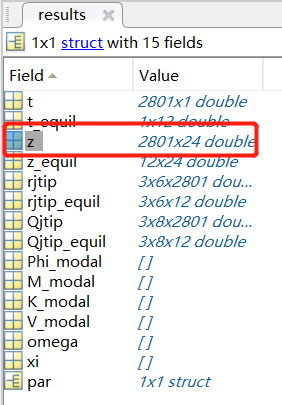 results ×
1x1 struct with 15 fields
Field Value
t 2801x1 double
t_equil 1x12 double
z 2801x24 double
z_equil 12x24 double
rjtip 3x6x2801 dou...
rjtip_equil 3x6x12 double
Qjtip 3x8x2801 dou...
Qjtip_equil 3x8x12 double
Phi_modal []
M_modal []
K_modal []
V_modal []
omega []
xi []
par 1x1 struct